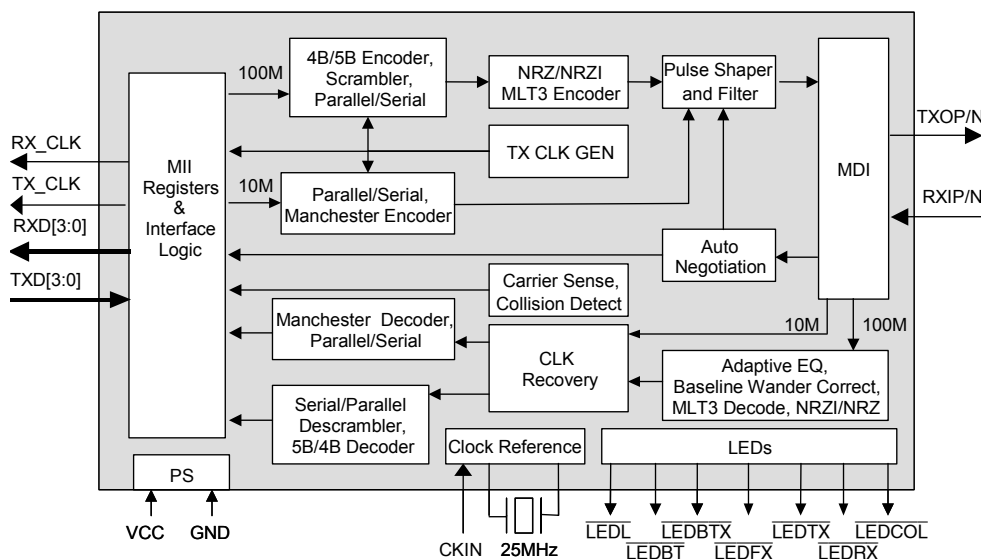 4B/5B Encoder,
Scrambler,
Parallel/Serial
NRZ/NRZI
MLT3 Encoder
Pulse Shaper
and Filter
100M
TXOP/N
RX_CLK
TX CLK GEN
MII
Registers
&
Interface
Logic
MDI
TX_CLK
10M
Parallel/Serial,
Manchester Encoder
RXIP/N
RXD[3:0]
Auto
Negotiation
TXD[3:0]
Carrier Sense,
Collision Detect
Manchester Decoder,
Parallel/Serial
10M
100M
CLK
Recovery
Adaptive EQ,
Baseline Wander Correct,
MLT3 Decode, NRZI/NRZ
Serial/Parallel
Descrambler,
5B/4B Decoder
Clock Reference
LEDs
PS
VCC
GND
CKIN
25MHz
LEDL
LEDBTX
LEDTX
LEDCOL
LEDBT
LEDFX
LEDRX